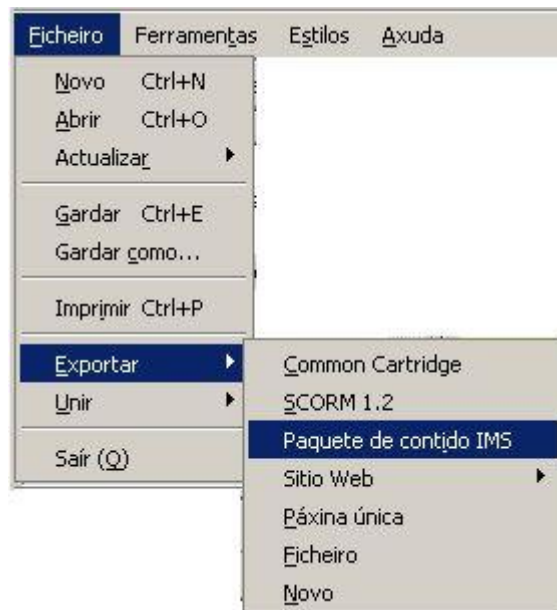 Ficheiro Ferramentas Estilos Axuda
Novo Ctrl+N
Abrir Ctrl+O
Actualizar
Gardar Ctrl+E
Gardar como...
Imprimir Ctrl+P
Exportar
Unir
Saír (Q)
Common Cartridge
SCORM 1.2
Paquete de contido IMS
Sitio Web
Páxina única
Ficheiro
Novo